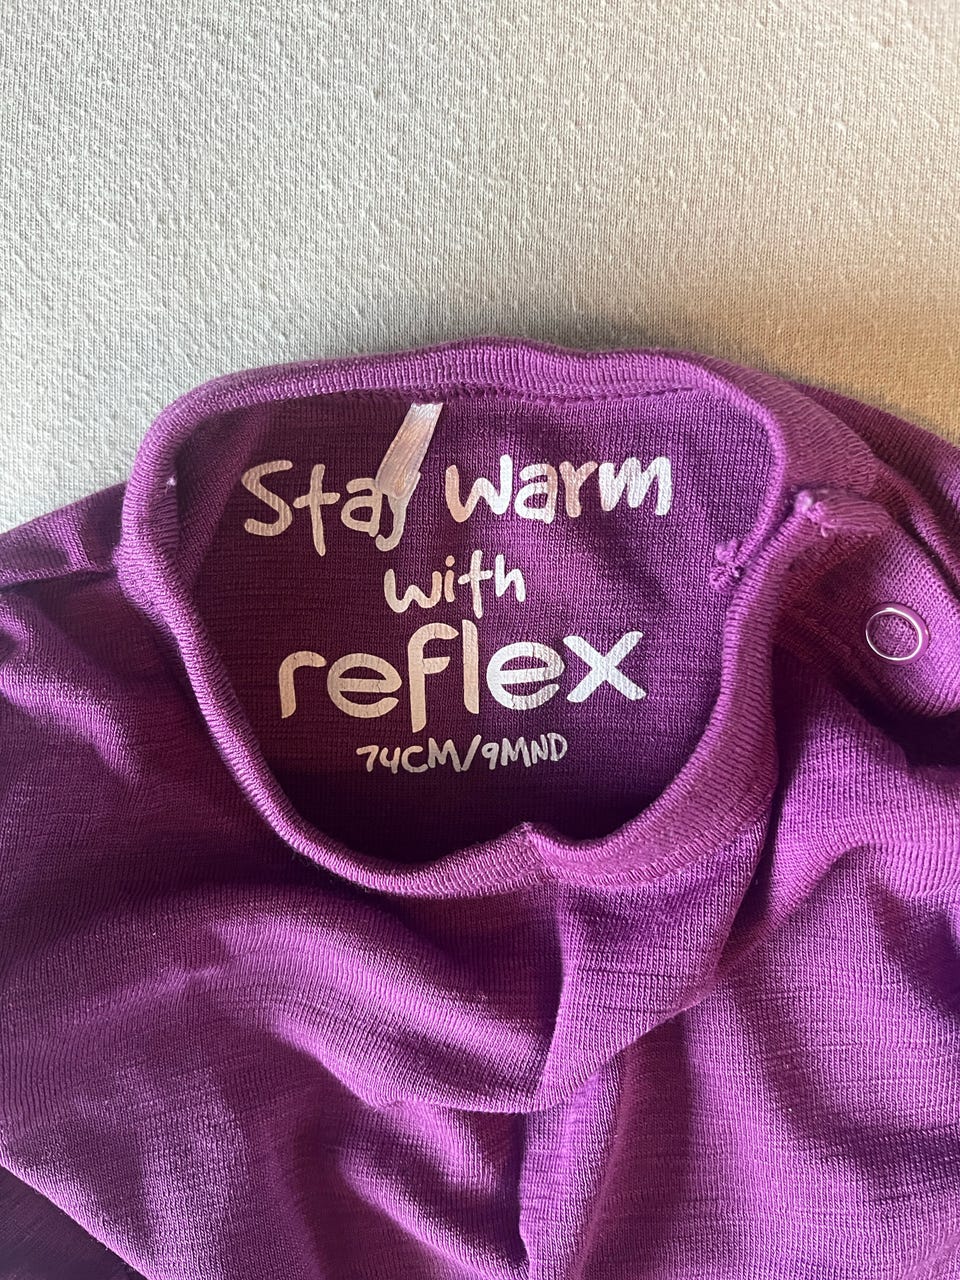 Stay warm
with
reflex
74CM/9MND